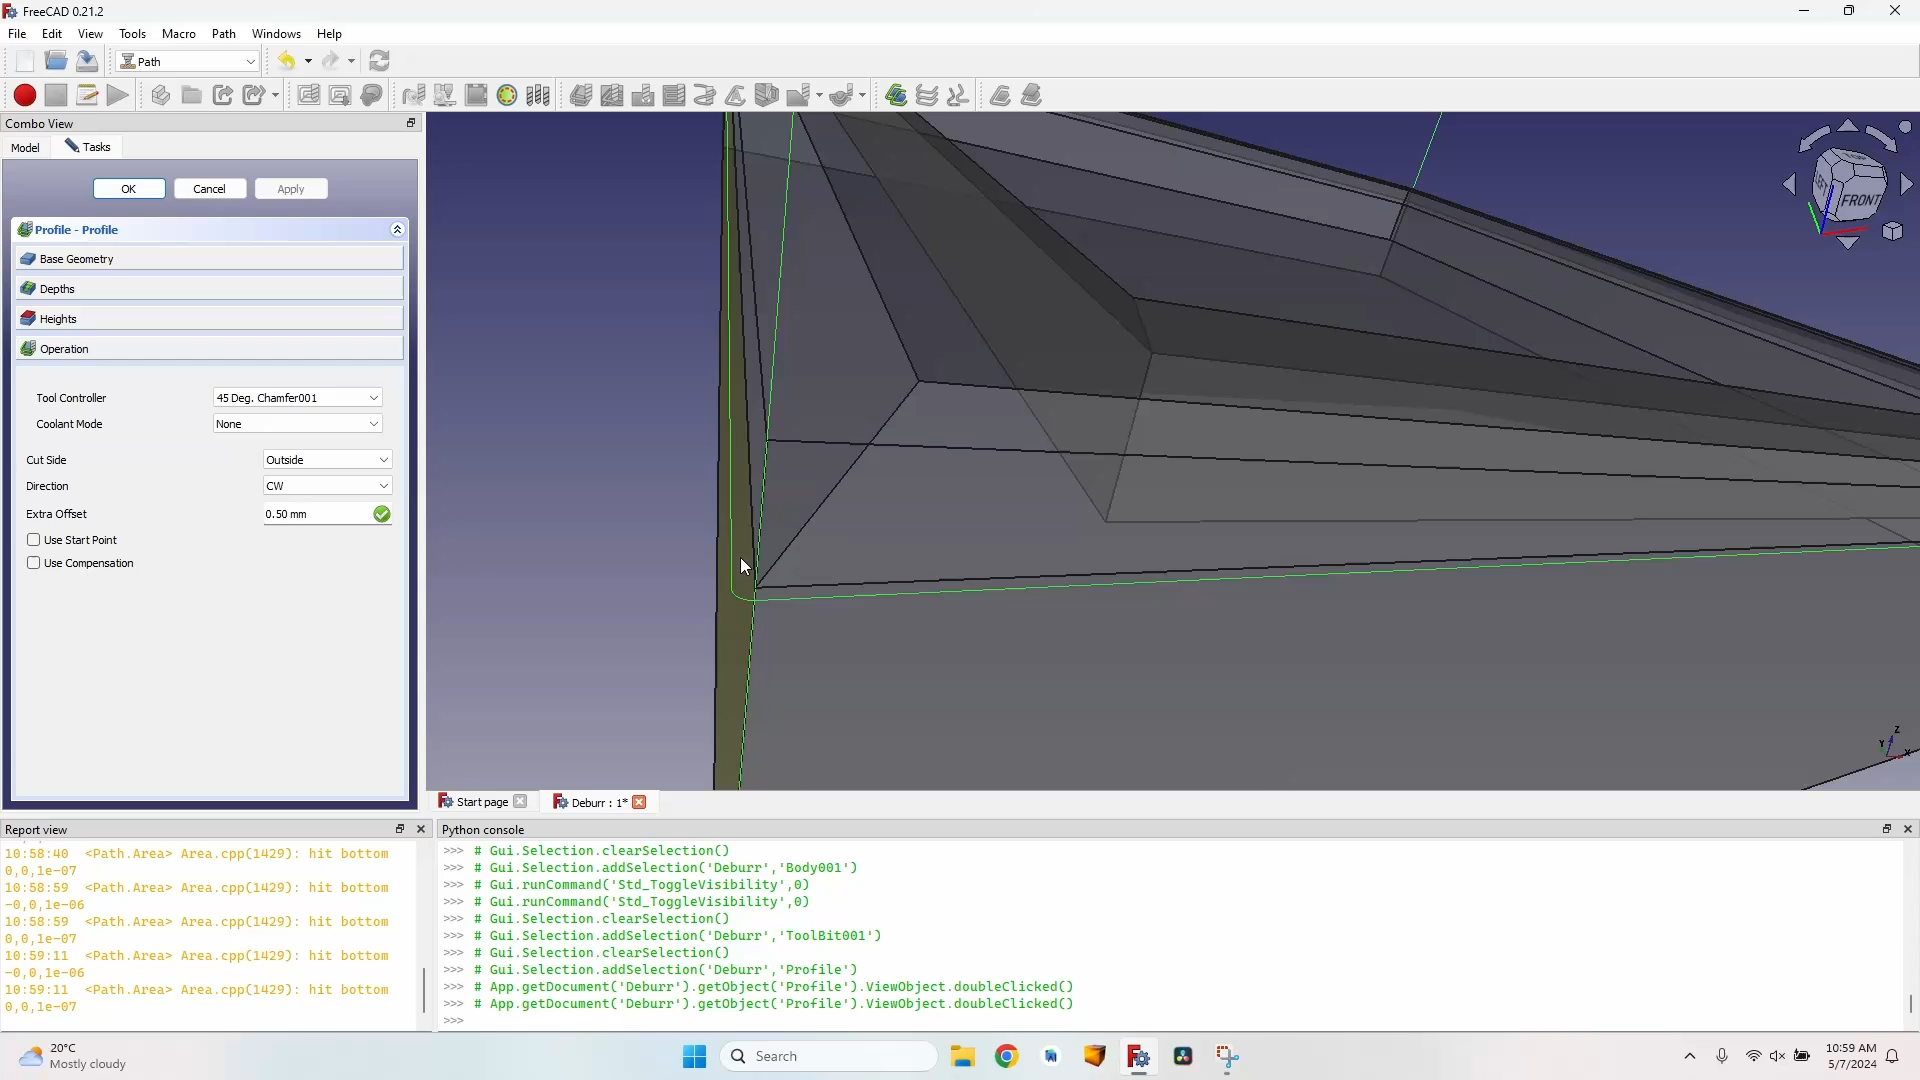 FreeCAD 0.21.2
File Edit View Tools Macro Path Windows Help
Path
Combo View
Model Tasks
OK Cancel Apply
Profile - Profile
Base Geometry
Depths
Heights
Operation
Tool Controller 45 Deg. Chamfer001
Coolant Mode None
Cut Side Outside
Direction CW
Extra Offset 0.50 mm
Use Start Point
Use Compensation
TOP
LEFT
FRONT
Z
Y
X
Start page Deburr : 1*
Report view
10:58:40 <Path.Area> Area.cpp(1429): hit bottom
0,0,1e-07
10:58:59 <Path.Area> Area.cpp(1429): hit bottom
-0,0,1e-06
10:58:59 <Path.Area> Area.cpp(1429): hit bottom
0,0,1e-07
10:59:11 <Path.Area> Area.cpp(1429): hit bottom
-0,0,1e-06
10:59:11 <Path.Area> Area.cpp(1429): hit bottom
0,0,1e-07
Python console
>>> # Gui.Selection.clearSelection()
>>> # Gui.Selection.addSelection('Deburr','Body001')
>>> # Gui.runCommand('Std_ToggleVisibility',0)
>>> # Gui.runCommand('Std_ToggleVisibility',0)
>>> # Gui.Selection.clearSelection()
>>> # Gui.Selection.addSelection('Deburr','ToolBit001')
>>> # Gui.Selection.clearSelection()
>>> # Gui.Selection.addSelection('Deburr','Profile')
>>> # App.getDocument('Deburr').getObject('Profile').ViewObject.doubleClicked()
>>> # App.getDocument('Deburr').getObject('Profile').ViewObject.doubleClicked()
>>>
20°C
Mostly cloudy
Search
10:59 AM
5/7/2024